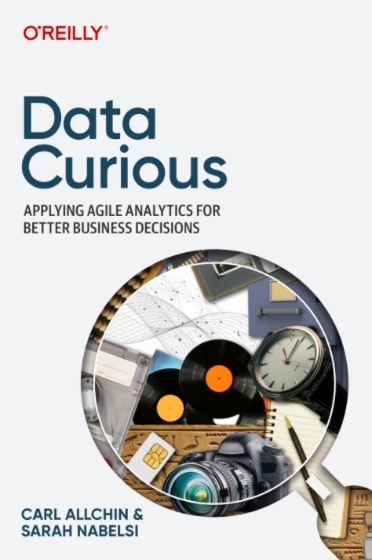 O'REILLY®
Data
Curious
APPLYING AGILE ANALYTICS FOR
BETTER BUSINESS DECISIONS
CARL ALLCHIN &
SARAH NABELSI